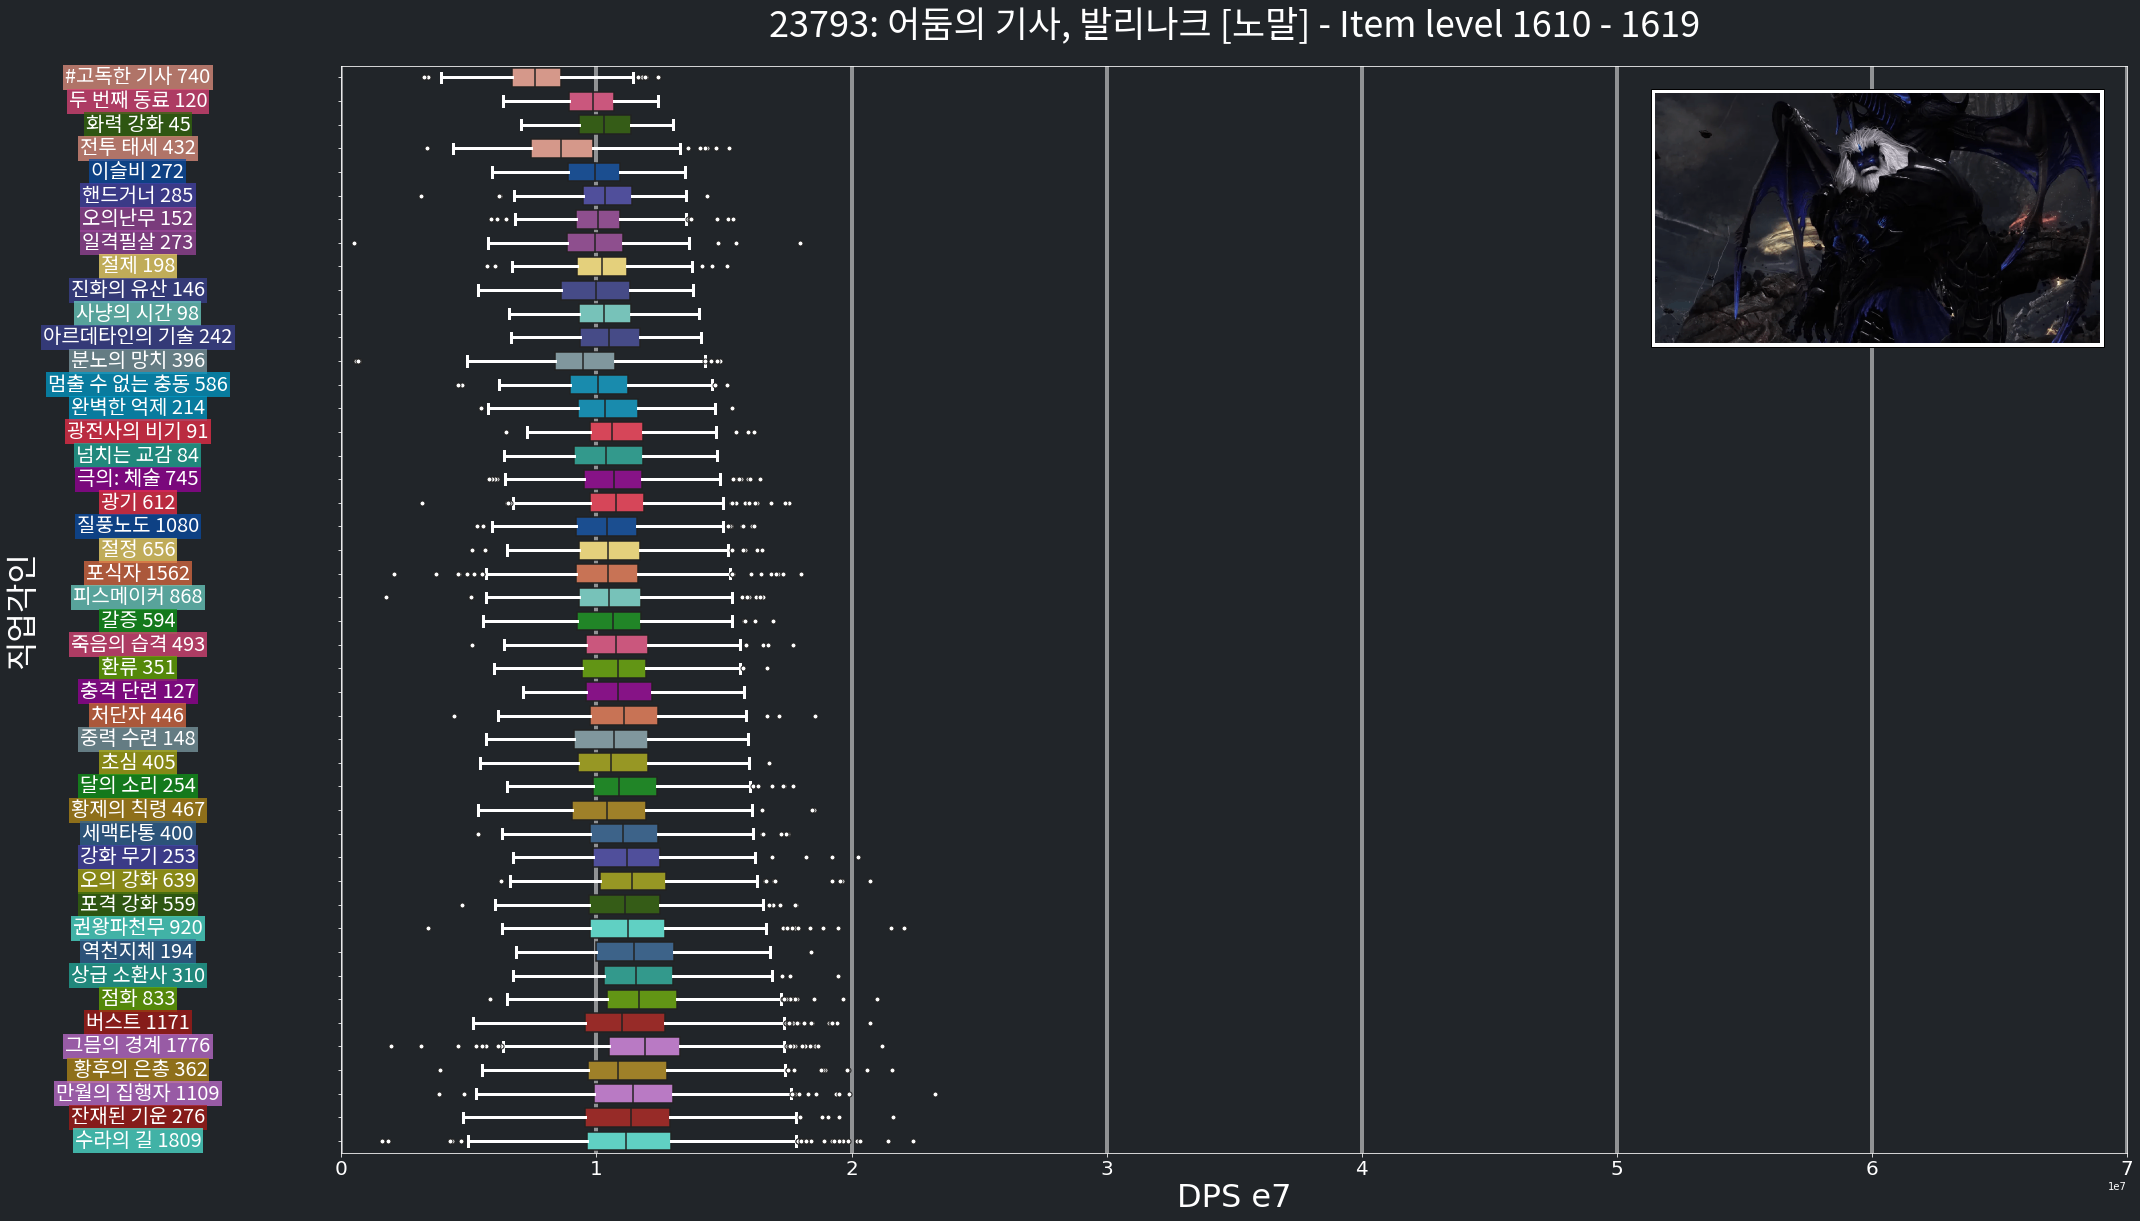 23793: 어둠의 기사, 발리나크 [노말] - Item level 1610 - 1619
직업각인
#고독한 기사 740
두 번째 동료 120
화력 강화 45
전투 태세 432
이슬비 272
핸드거너 285
오의난무 152
일격필살 273
절제 198
진화의 유산 146
사냥의 시간 98
아르데타인의 기술 242
분노의 망치 396
멈출 수 없는 충동 586
완벽한 억제 214
광전사의 비기 91
넘치는 교감 84
극의: 체술 745
광기 612
질풍노도 1080
절정 656
포식자 1562
피스메이커 868
갈증 594
죽음의 습격 493
환류 351
충격 단련 127
처단자 446
중력 수련 148
초심 405
달의 소리 254
황제의 칙령 467
세맥타통 400
강화 무기 253
오의 강화 639
포격 강화 559
권왕파천무 920
역천지체 194
상급 소환사 310
점화 833
버스트 1171
그믐의 경계 1776
황후의 은총 362
만월의 집행자 1109
잔재된 기운 276
수라의 길 1809
0 1 2 3 4 5 6 7
1e7
DPS e7